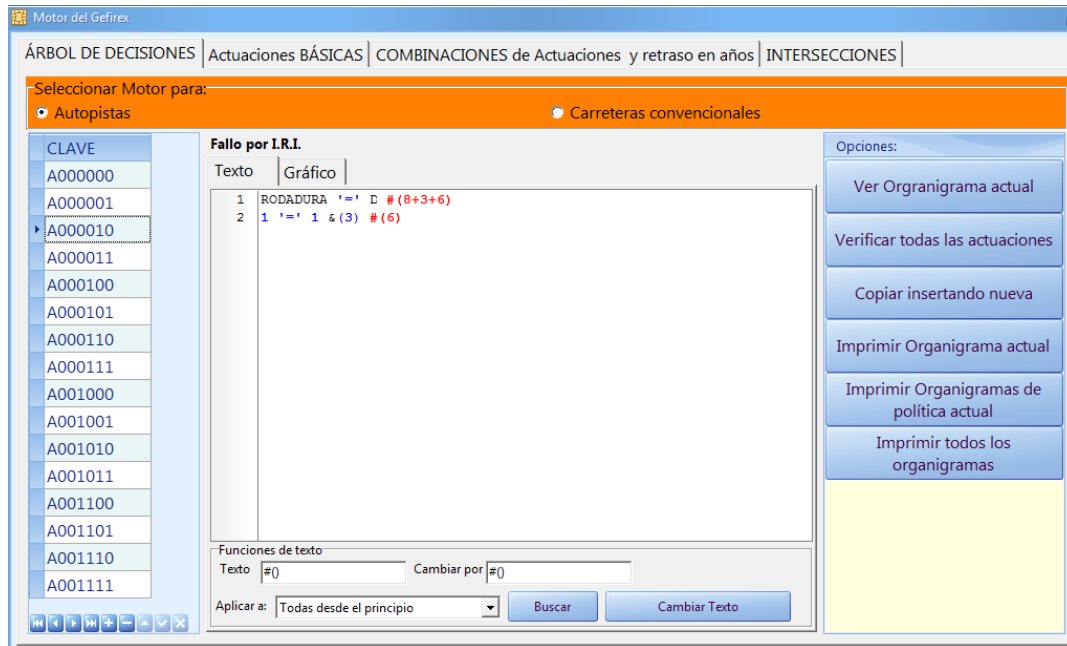 Motor del Gefirex
ÁRBOL DE DECISIONES Actuaciones BÁSICAS COMBINACIONES de Actuaciones y retraso en años INTERSECCIONES
Seleccionar Motor para:
Autopistas Carreteras convencionales
CLAVE
A000000
A000001
A000010
A000011
A000100
A000101
A000110
A000111
A001000
A001001
A001010
A001011
A001100
A001101
A001110
A001111
Fallo por I.R.I.
Texto Gráfico
1 RODADURA '=' D #(8+3+6)
2 1 '=' 1 &(3) #(6)
Funciones de texto
Texto #() Cambiar por #()
Aplicar a: Todas desde el principio Buscar Cambiar Texto
Opciones:
Ver Orgranigrama actual
Verificar todas las actuaciones
Copiar insertando nueva
Imprimir Organigrama actual
Imprimir Organigramas de
política actual
Imprimir todos los
organigramas